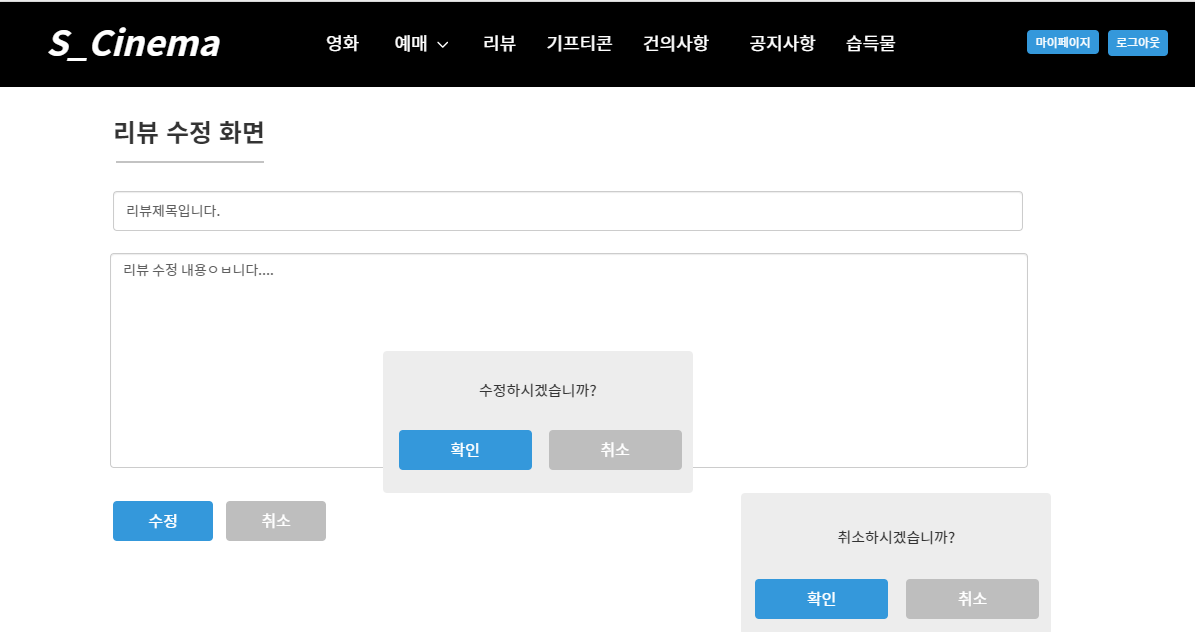 S_Cinema 영화 예매 리뷰 기프티콘 건의사항 공지사항 습득물 마이페이지 로그아웃
리뷰 수정 화면
리뷰제목입니다.
리뷰 수정 내용ㅇㅂ니다....
수정하시겠습니까?
확인 취소
수정 취소
취소하시겠습니까?
확인 취소